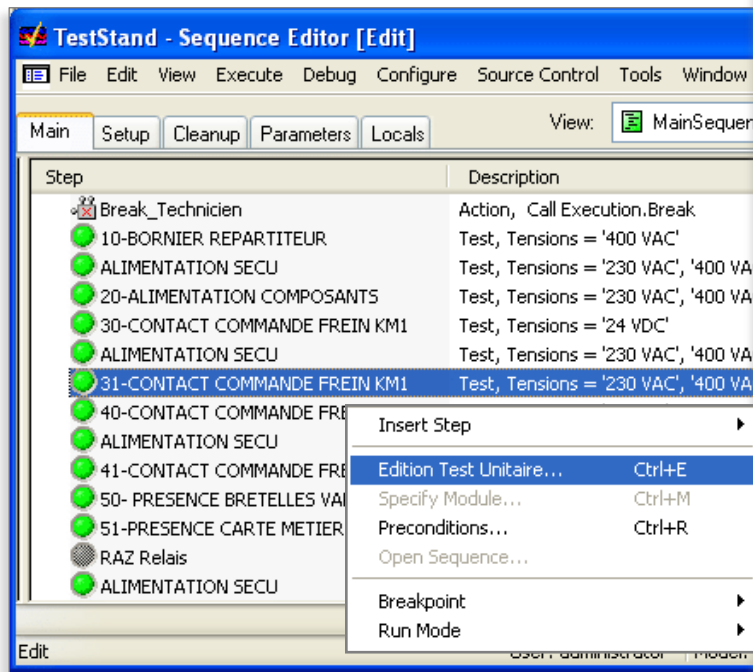 TestStand - Sequence Editor [Edit]
File Edit View Execute Debug Configure Source Control Tools Window
Main Setup Cleanup Parameters Locals View: MainSequen
Step Description
Break_Technicien Action, Call Execution.Break
10-BORNIER REPARTITEUR Test, Tensions = '400 VAC'
ALIMENTATION SECU Test, Tensions = '230 VAC', '400 VA
20-ALIMENTATION COMPOSANTS Test, Tensions = '230 VAC', '400 VA
30-CONTACT COMMANDE FREIN KM1 Test, Tensions = '24 VDC'
ALIMENTATION SECU Test, Tensions = '230 VAC', '400 VA
31-CONTACT COMMANDE FREIN KM1 Test, Tensions = '230 VAC', '400 VA
40-CONTACT COMMANDE FRE
ALIMENTATION SECU
41-CONTACT COMMANDE FRE
50- PRESENCE BRETELLES VA
51-PRESENCE CARTE METIER
RAZ Relais
ALIMENTATION SECU
Insert Step
Edition Test Unitaire... Ctrl+E
Specify Module... Ctrl+M
Preconditions... Ctrl+R
Open Sequence...
Breakpoint
Run Mode
Edit User: administrator Model: